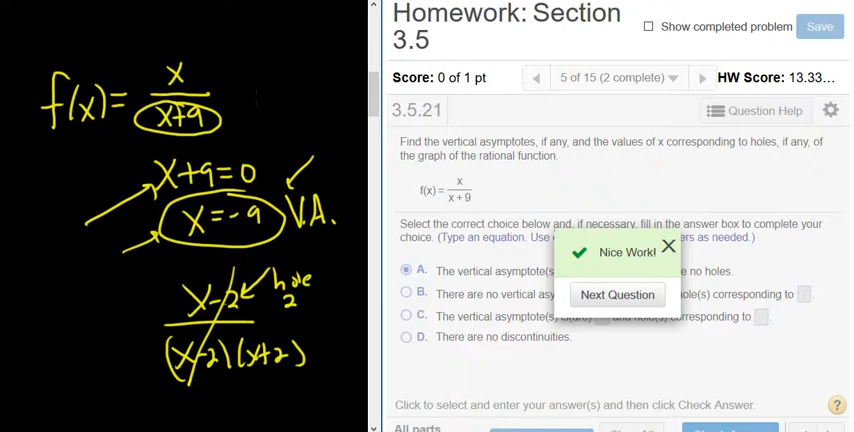 f(x) = x / (x+9)
x+9=0
x = -9 V.A.
hole
2
x-2
(x-2)(x+2)
Homework: Section
3.5
Show completed problem
Save
Score: 0 of 1 pt
5 of 15 (2 complete)
HW Score: 13.33…
3.5.21
Question Help
Find the vertical asymptotes, if any, and the values of x corresponding to holes, if any, of
the graph of the rational function.
f(x) = x / (x + 9)
Select the correct choice below and, if necessary, fill in the answer box to complete your
choice. (Type an equation. Use ers as needed.)
Nice Work!
Next Question
A. The vertical asymptote(s e no holes.
B. There are no vertical asy hole(s) corresponding to .
C. The vertical asymptote(s) is(are) and hole(s) corresponding to .
D. There are no discontinuities.
Click to select and enter your answer(s) and then click Check Answer.
?
All parts